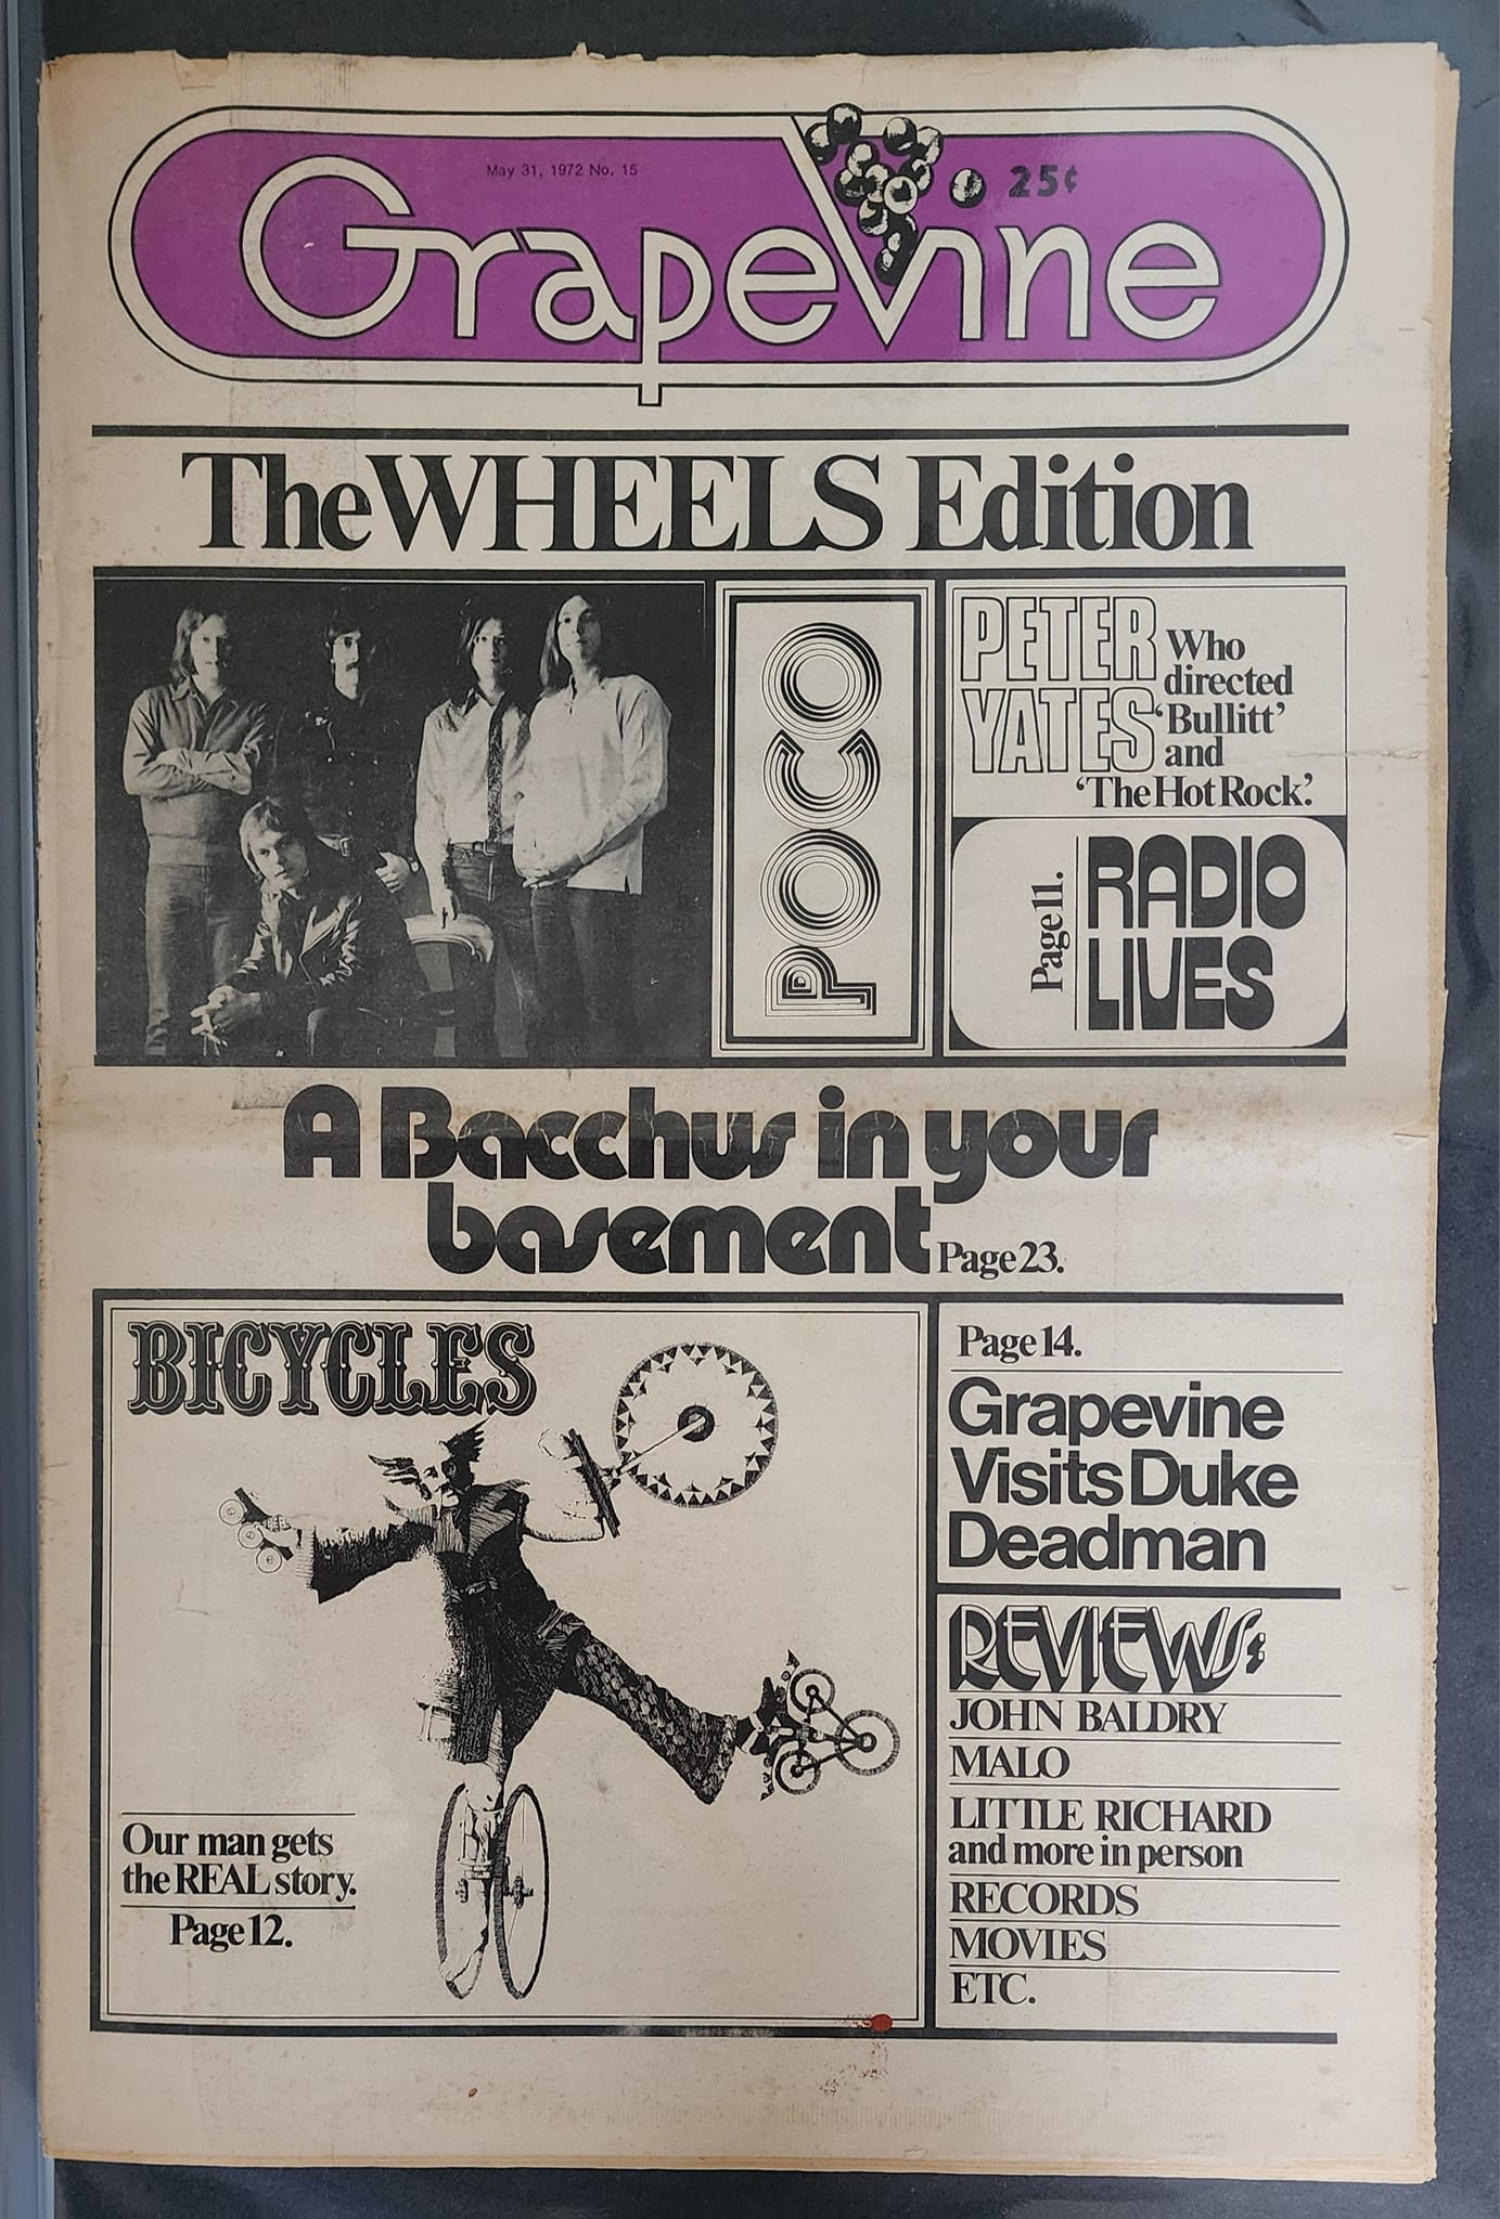 May 31, 1972 No. 15
25¢
Grapevine
The WHEELS Edition
POCO
PETER
YATES
Who
directed
‘Bullitt’
and
‘The Hot Rock’.
Page 11.
RADIO
LIVES
A Bacchus in your
basement Page 23.
BICYCLES
Our man gets
the REAL story.
Page 12.
Page 14.
Grapevine
Visits Duke
Deadman
REVIEWS:
JOHN BALDRY
MALO
LITTLE RICHARD
and more in person
RECORDS
MOVIES
ETC.